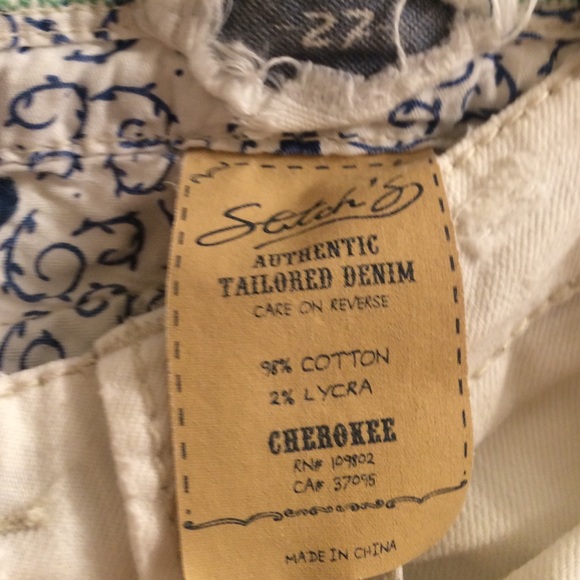 27
Stitch's
AUTHENTIC
TAILORED DENIM
CARE ON REVERSE
98% COTTON
2% LYCRA
CHEROKEE
RN# 109802
CA# 37095
MADE IN CHINA